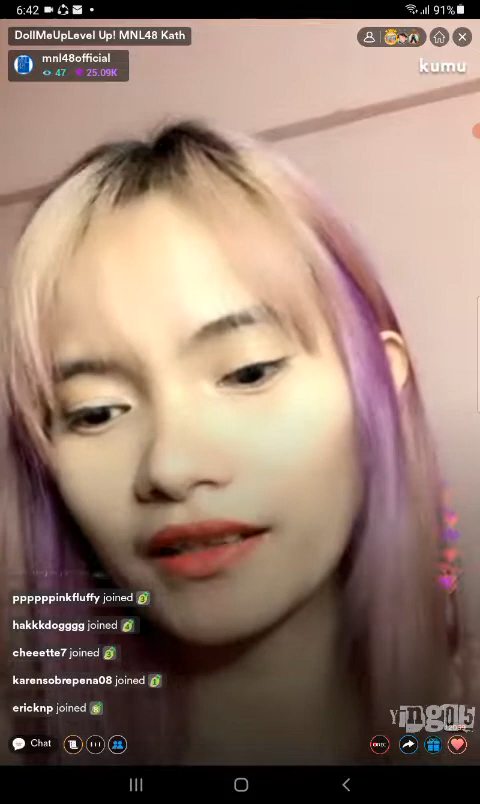 6:42
91%
DollMeUpLevel Up! MNL48 Kath
mnl48official
47 25.09K
kumu
ppppppinkfluffy joined
hakkkdogggg joined
cheeette7 joined
karensobrepena08 joined
ericknp joined
Chat